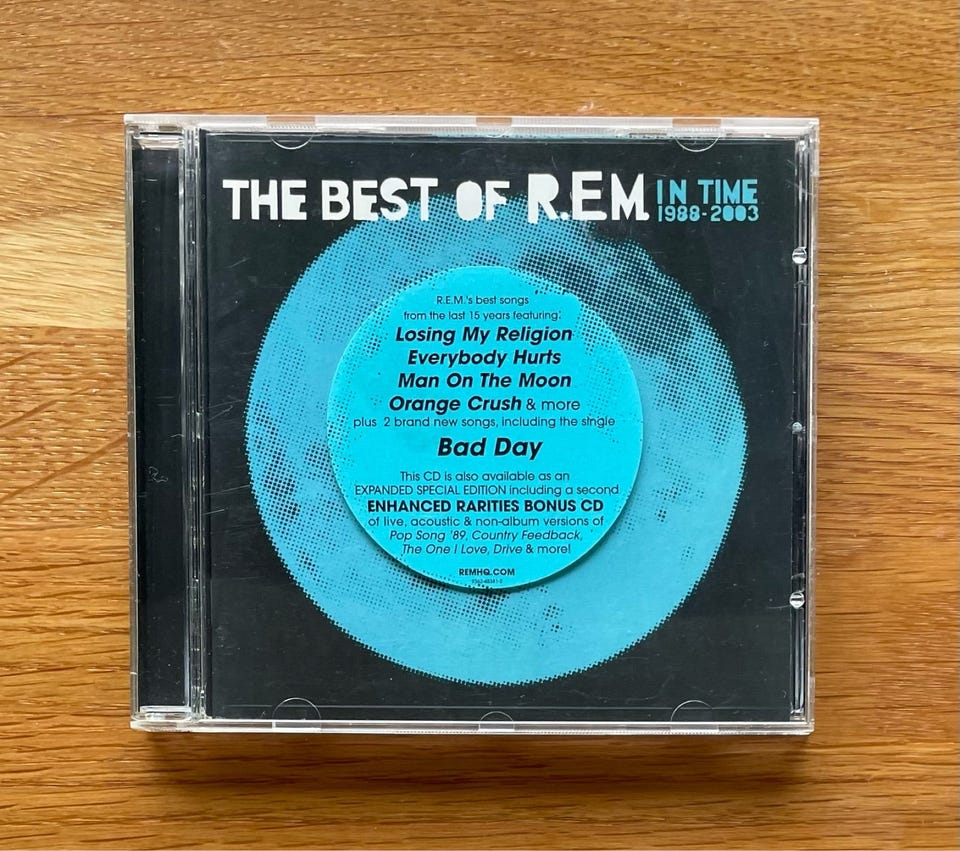 THE BEST OF R.E.M. IN TIME
1988-2003
R.E.M.'s best songs
from the last 15 years featuring:
Losing My Religion
Everybody Hurts
Man On The Moon
Orange Crush & more
plus 2 brand new songs, including the single
Bad Day
This CD is also available as an
EXPANDED SPECIAL EDITION including a second
ENHANCED RARITIES BONUS CD
of live, acoustic & non-album versions of
Pop Song '89, Country Feedback,
The One I Love, Drive & more!
REMHQ.COM